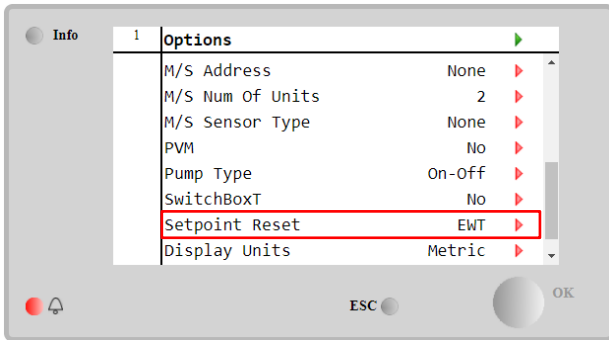 Info
1 Options
M/S Address None
M/S Num Of Units 2
M/S Sensor Type None
PVM No
Pump Type On-Off
SwitchBoxT No
Setpoint Reset EWT
Display Units Metric
ESC
OK